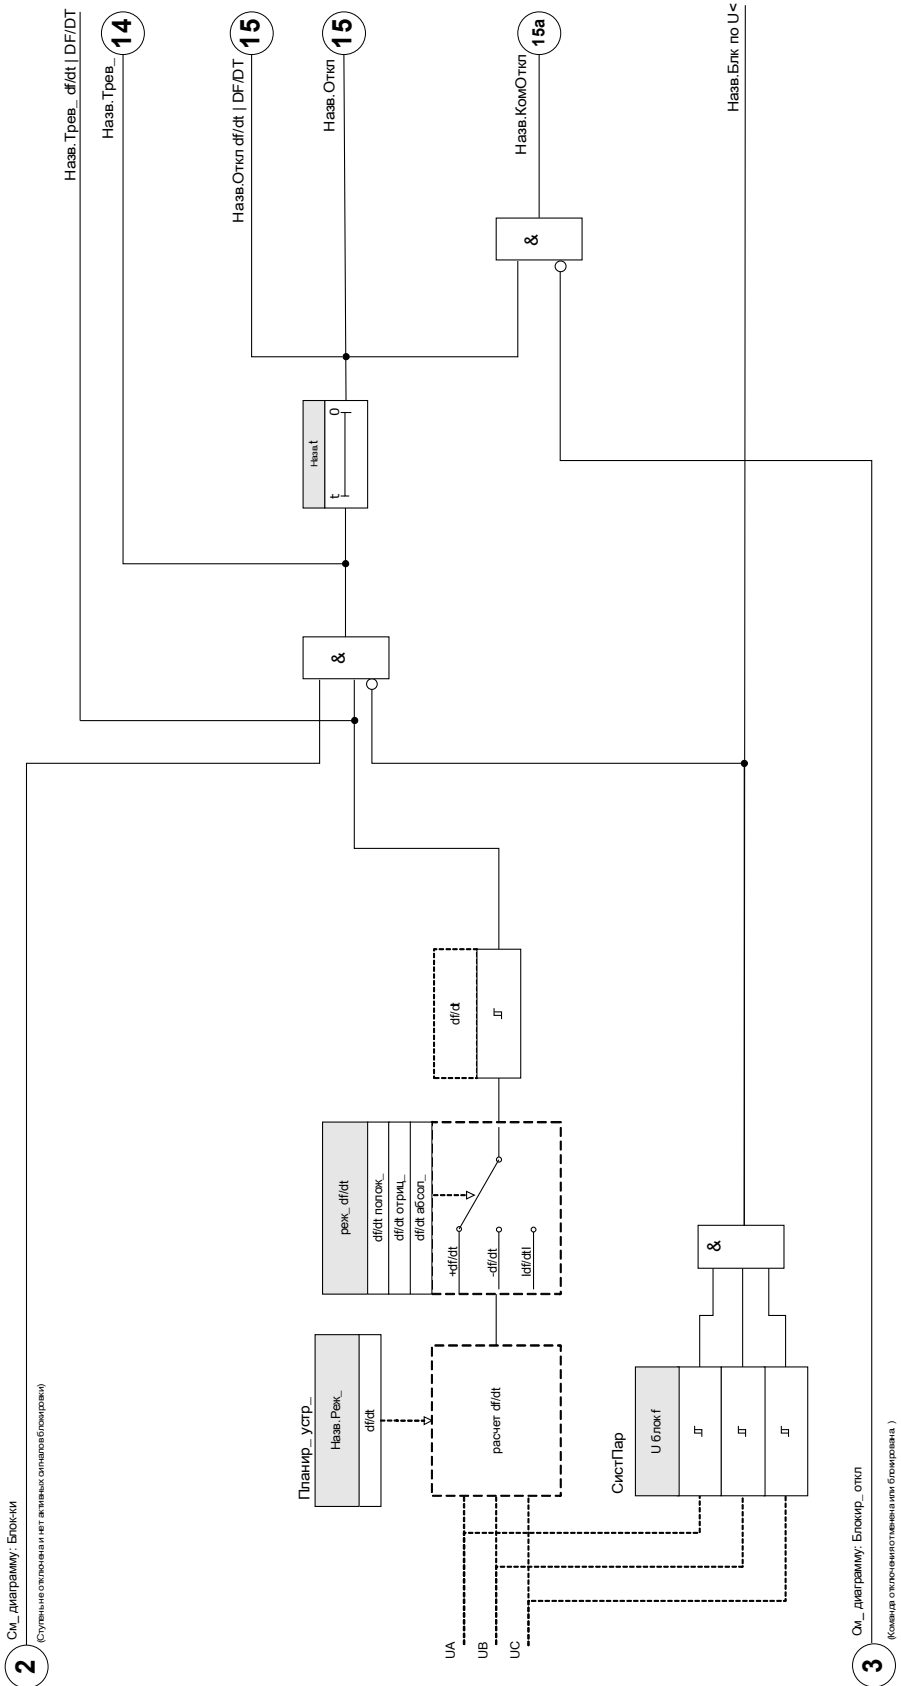 2
См_ диаграмму: Блок-ки
(Ступень не отключена и нет активных сигналов блокировки)
Назв.Трев_ df/dt | DF/DT
Назв.Трев_
14
Назв.Откл df/dt | DF/DT
15
Назв.Откл
15
Назв.КомОткл
15a
Назв.Блк по U<
&
Назв.t
t
0
&
Планир_ устр_
Назв.Реж_
df/dt
расчет df/dt
реж_ df/dt
df/dt полож_
df/dt отриц_
df/dt абсол_
+df/dt
-df/dt
|df/dt|
df/dt
UA
UB
UC
СистПар
U блок f
&
3
См_ диаграмму: Блокир_ откл
(Команда отключения отменена или блокирована.)